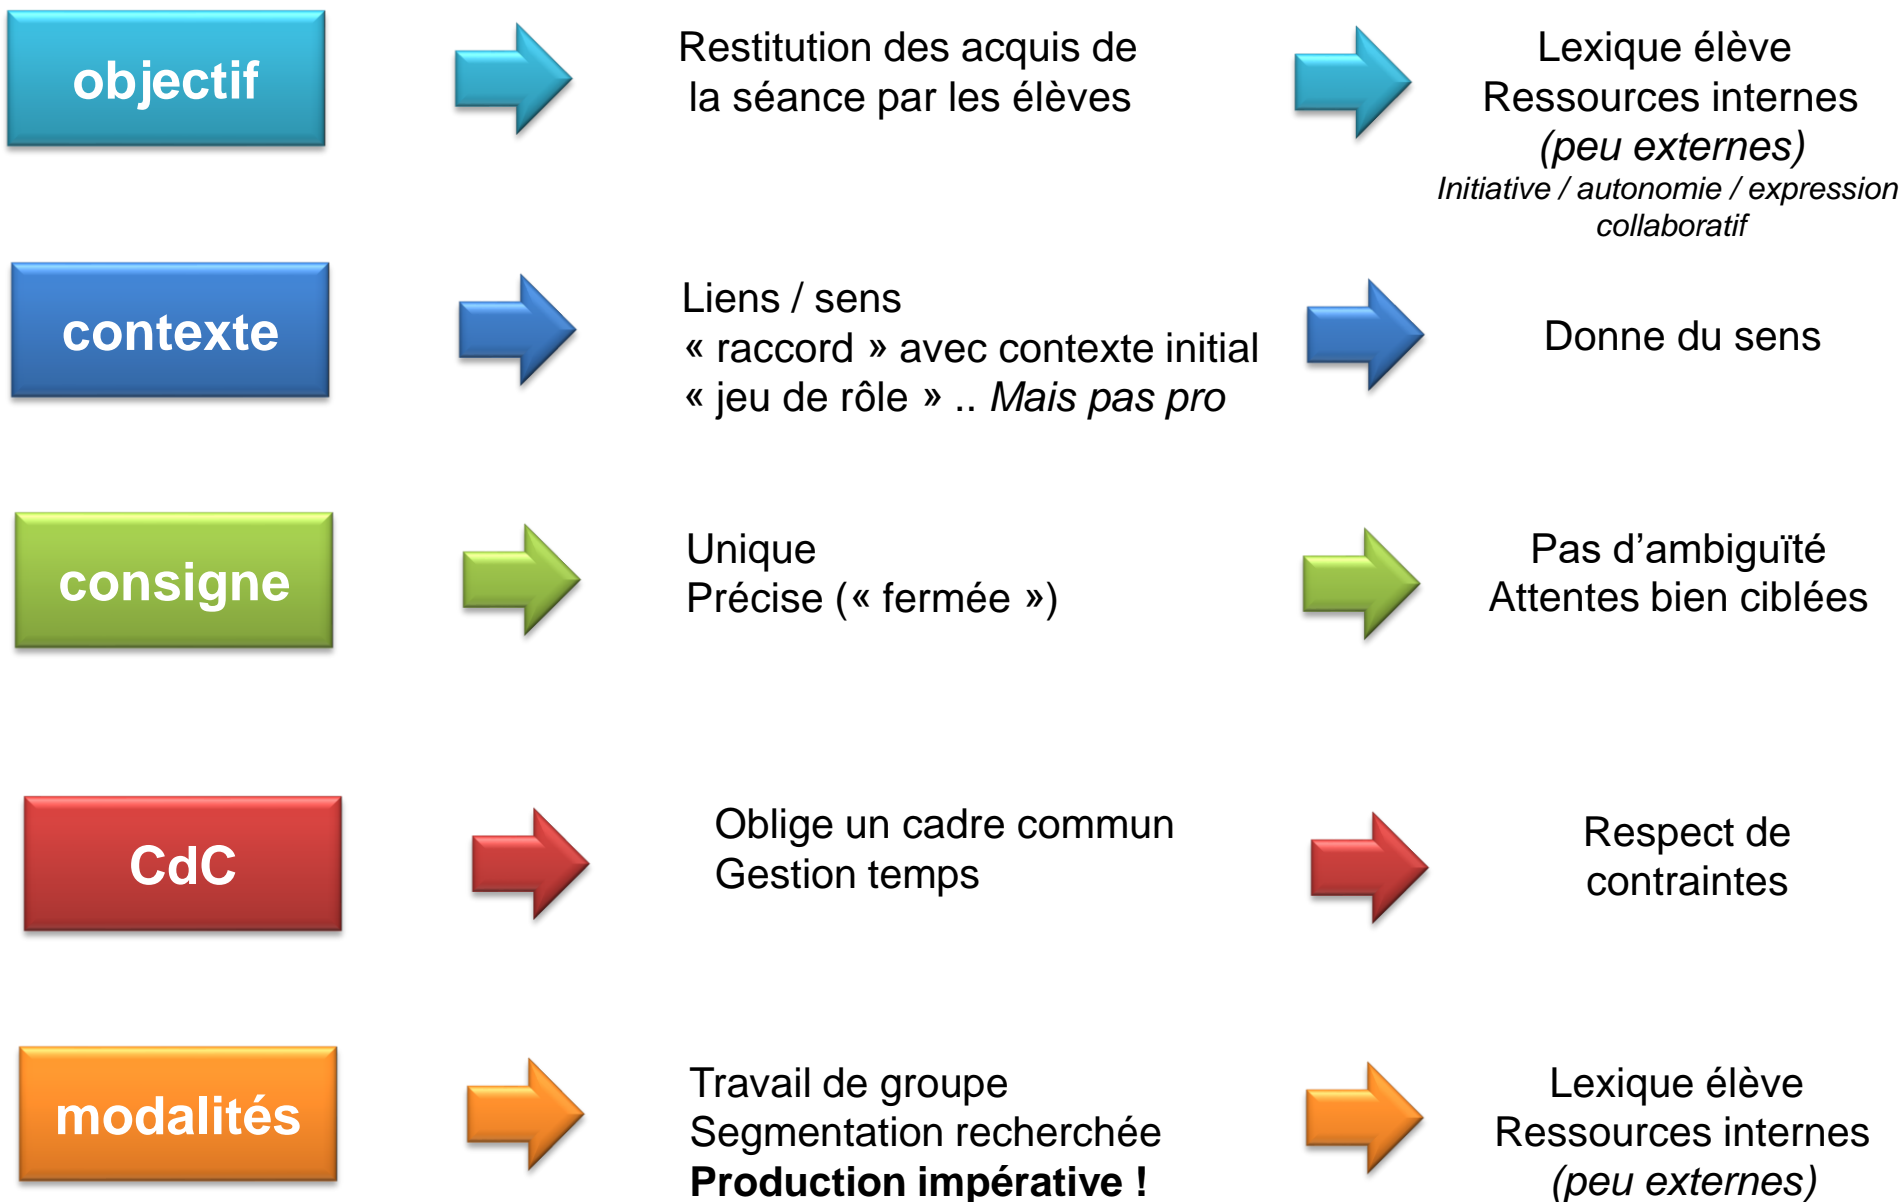 objectif
Restitution des acquis de
la séance par les élèves
Lexique élève
Ressources internes
(peu externes)
Initiative / autonomie / expression
collaboratif
contexte
Liens / sens
« raccord » avec contexte initial
« jeu de rôle » .. Mais pas pro
Donne du sens
consigne
Unique
Précise (« fermée »)
Pas d’ambiguïté
Attentes bien ciblées
CdC
Oblige un cadre commun
Gestion temps
Respect de
contraintes
modalités
Travail de groupe
Segmentation recherchée
Production impérative !
Lexique élève
Ressources internes
(peu externes)